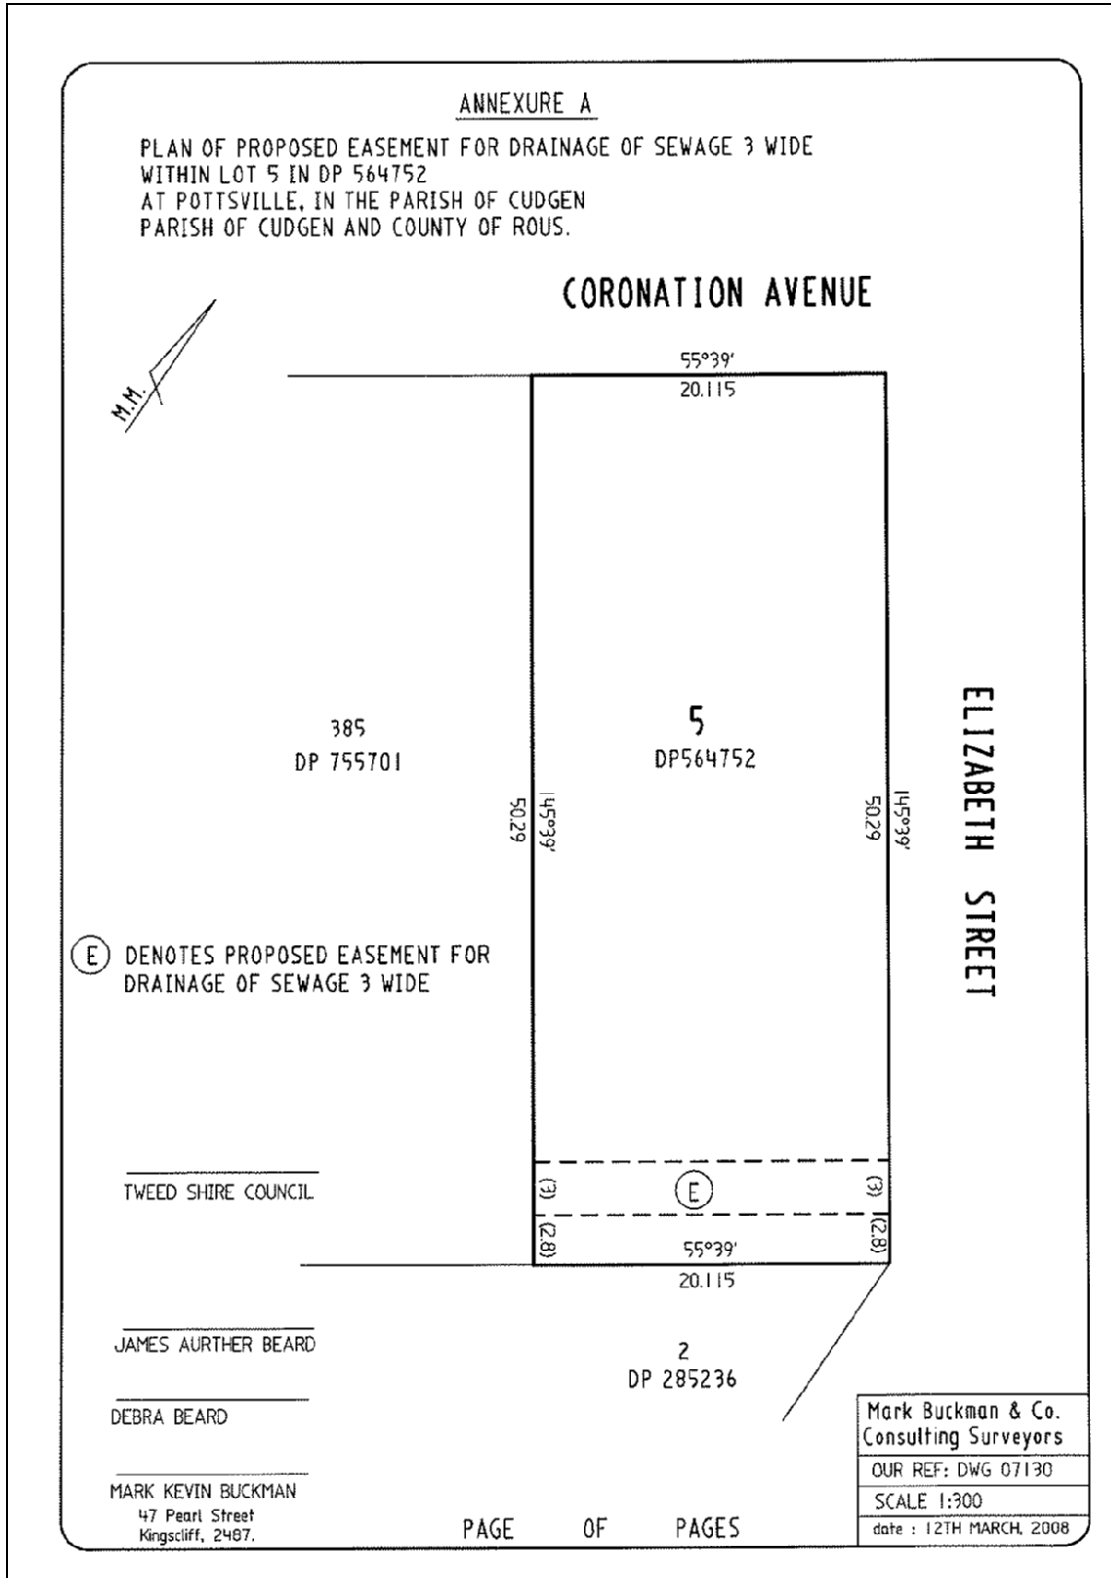 ANNEXURE A
PLAN OF PROPOSED EASEMENT FOR DRAINAGE OF SEWAGE 3 WIDE
WITHIN LOT 5 IN DP 564752
AT POTTSVILLE, IN THE PARISH OF CUDGEN
PARISH OF CUDGEN AND COUNTY OF ROUS.
CORONATION AVENUE
M.M.
55°39'
20.115
385
DP 755701
5
DP564752
ELIZABETH STREET
145°39'
50.29
145°39'
50.29
E DENOTES PROPOSED EASEMENT FOR
DRAINAGE OF SEWAGE 3 WIDE
(3)
E
(3)
(2.8)
(2.8)
55°39'
20.115
TWEED SHIRE COUNCIL
JAMES AURTHER BEARD
2
DP 285236
DEBRA BEARD
MARK KEVIN BUCKMAN
47 Pearl Street
Kingscliff, 2487.
PAGE OF PAGES
Mark Buckman & Co.
Consulting Surveyors
OUR REF: DWG 07130
SCALE 1:300
date : 12TH MARCH, 2008